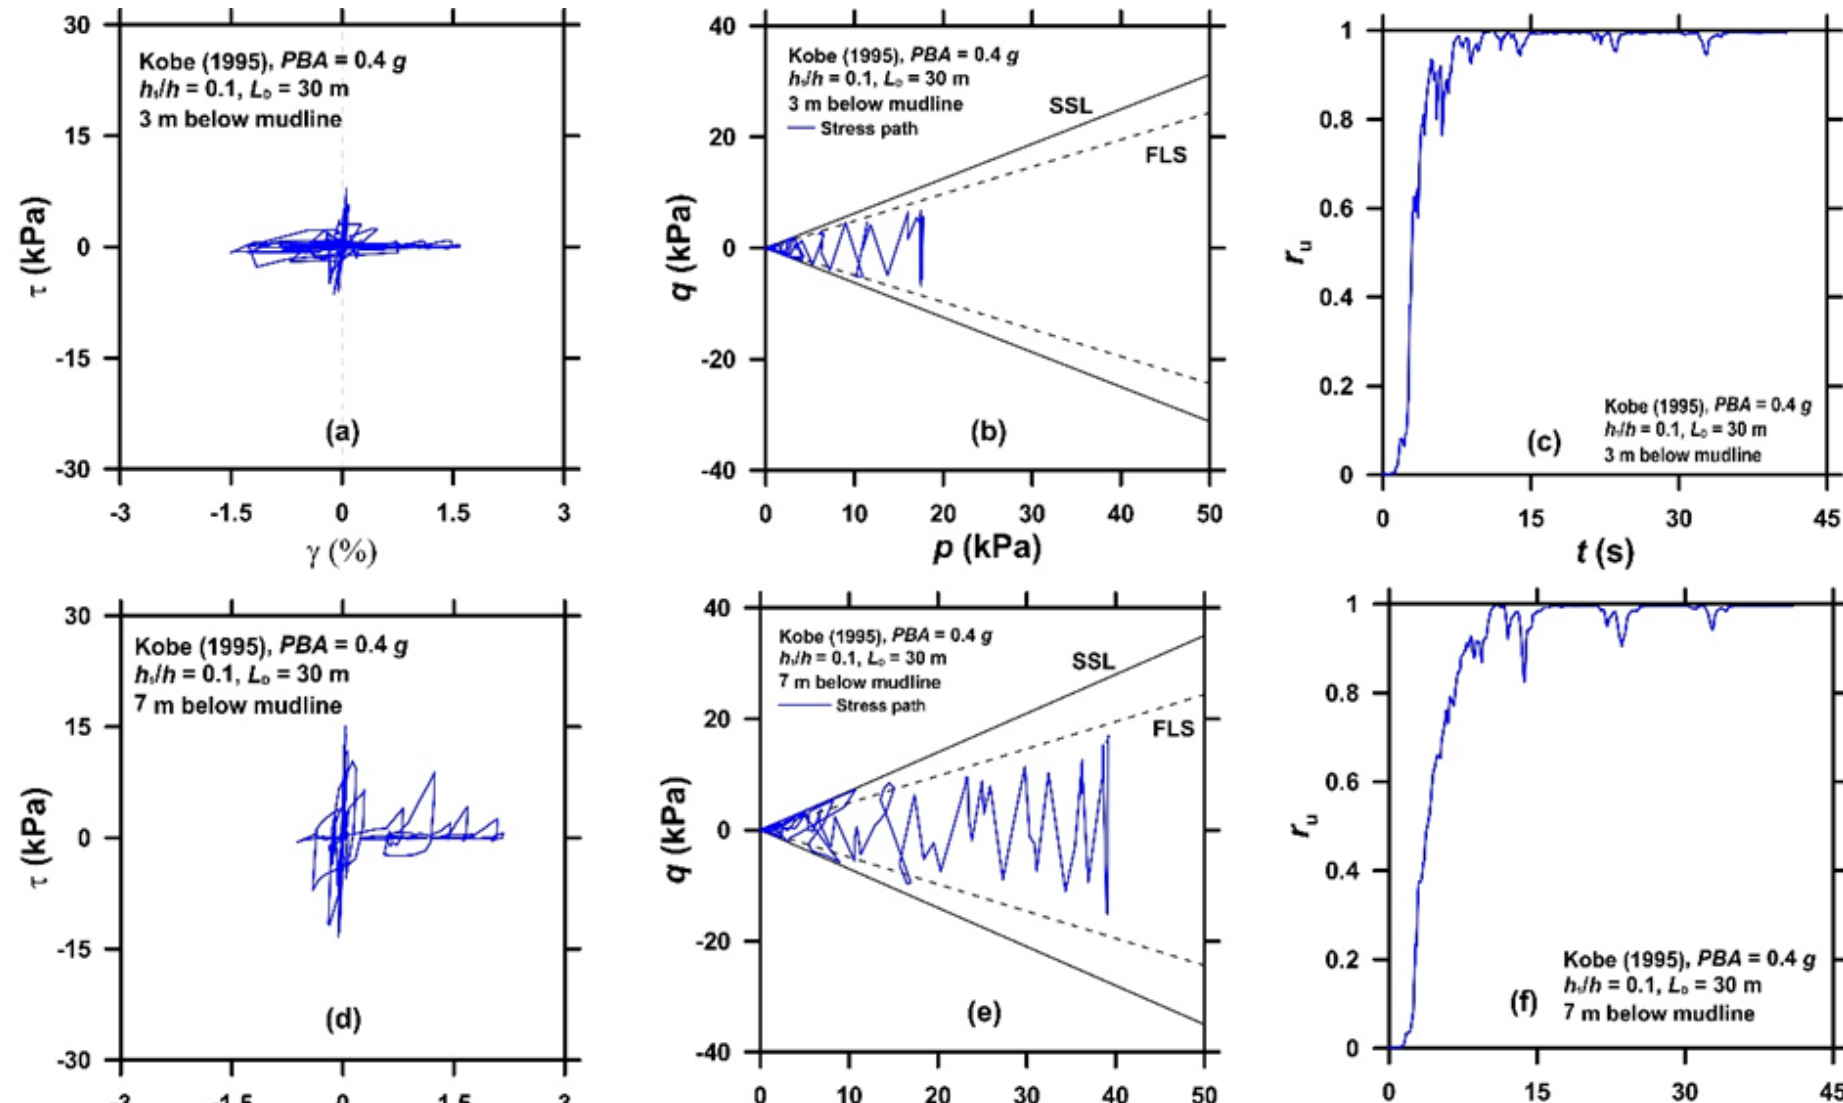 30
15
0
-15
-30
τ (kPa)
Kobe (1995), PBA = 0.4 g
hₛ/h = 0.1, L₀ = 30 m
3 m below mudline
(a)
-3 -1.5 0 1.5 3
γ (%)
40
20
0
-20
-40
q (kPa)
Kobe (1995), PBA = 0.4 g
hₛ/h = 0.1, L₀ = 30 m
3 m below mudline
Stress path
SSL
FLS
(b)
0 10 20 30 40 50
p (kPa)
1
0.8
0.6
0.4
0.2
0
rᵤ
Kobe (1995), PBA = 0.4 g
hₛ/h = 0.1, L₀ = 30 m
3 m below mudline
(c)
0 15 30 45
t (s)
30
15
0
-15
-30
τ (kPa)
Kobe (1995), PBA = 0.4 g
hₛ/h = 0.1, L₀ = 30 m
7 m below mudline
(d)
-3 -1.5 0 1.5 3
40
20
0
-20
-40
q (kPa)
Kobe (1995), PBA = 0.4 g
hₛ/h = 0.1, L₀ = 30 m
7 m below mudline
Stress path
SSL
FLS
(e)
0 10 20 30 40 50
1
0.8
0.6
0.4
0.2
0
rᵤ
Kobe (1995), PBA = 0.4 g
hₛ/h = 0.1, L₀ = 30 m
7 m below mudline
(f)
0 15 30 45